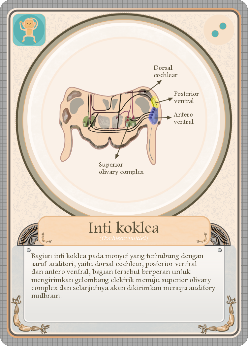 Dorsal
cochlear
Posterior
ventral
Antero
ventral
Superior
olivary complex
Inti koklea
Bagian inti koklea pada monyet yang terhubung dengan
saraf auditori, yaitu dorsal cochlear, posterior ventral
dan antero ventral, bagian tersebut berperan untuk
mengirimkan gelombang elektrik menuju superior olivary
complex dan selanjutnya akan dikirimkan menuju auditory
midbrain.